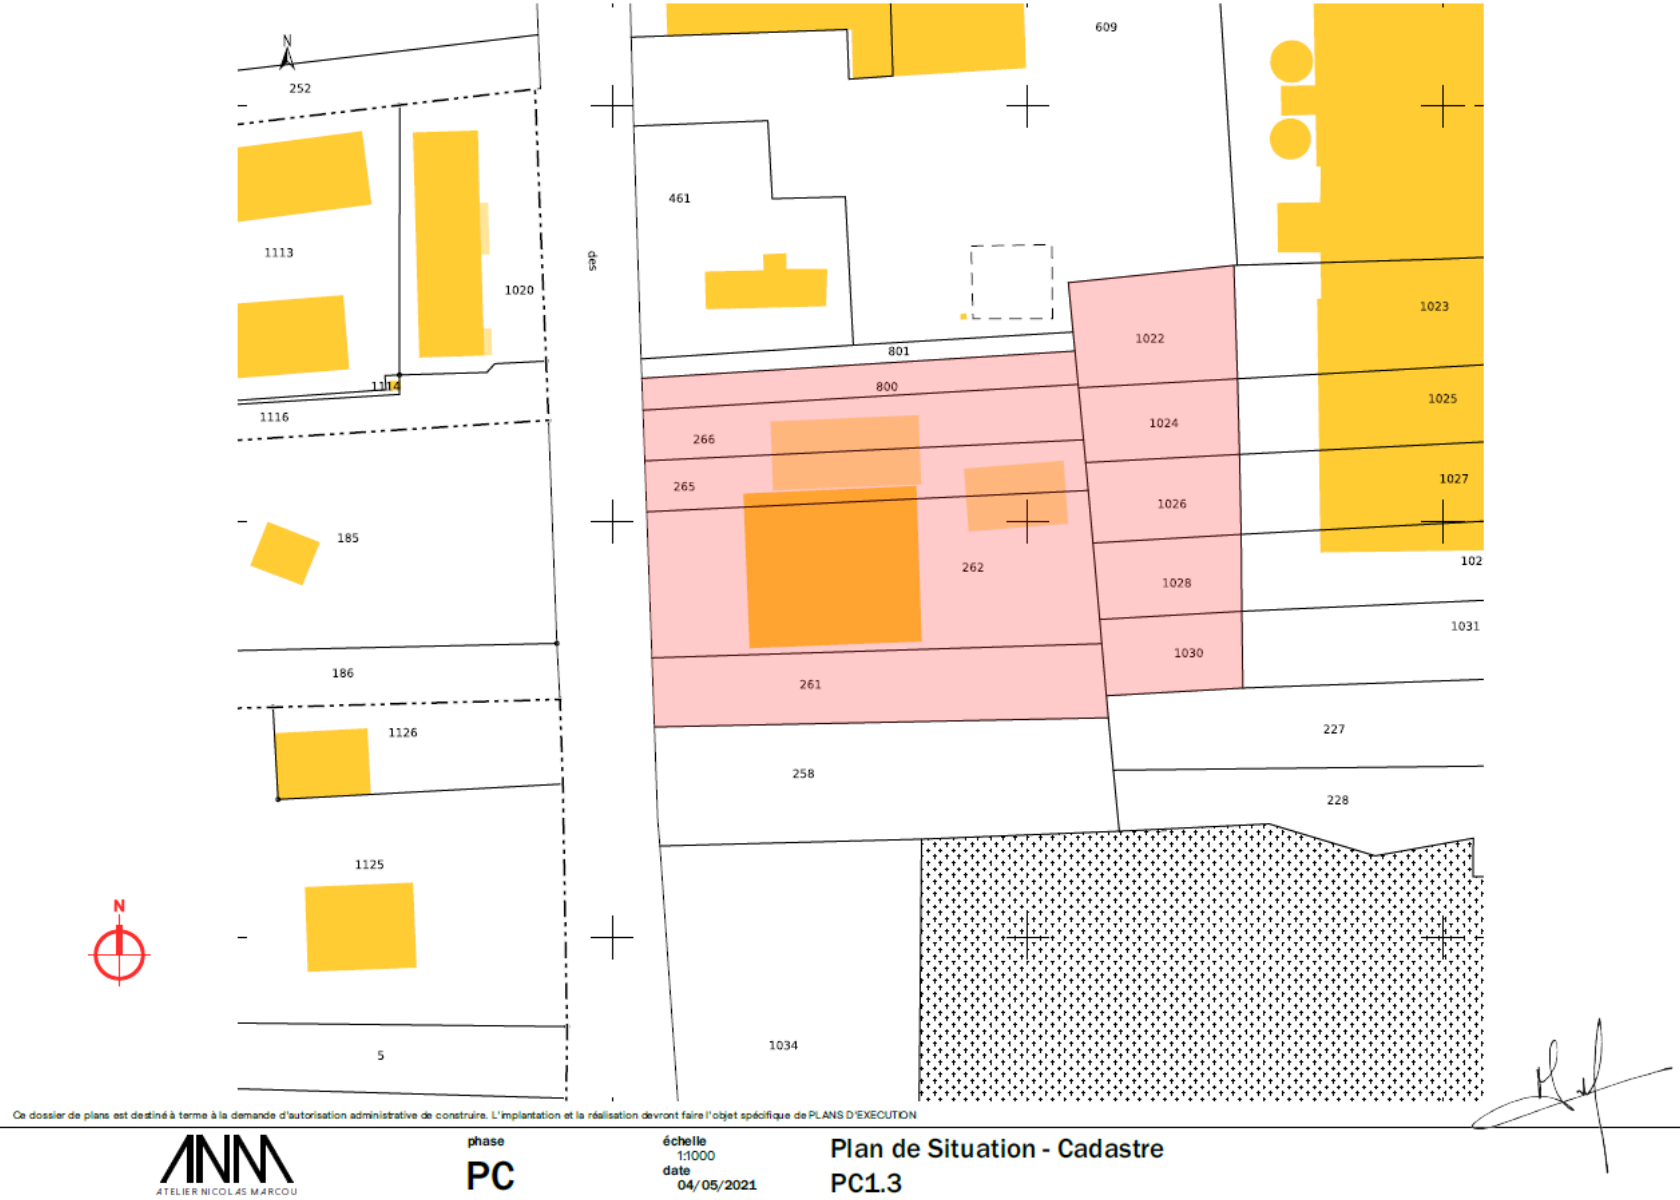 609
N
252
461
des
1113
1020
1023
1022
801
1114
800
1025
1116
1024
266
1027
265
1026
185
102
262
1028
1031
1030
186
261
227
1126
258
228
1125
N
1034
5
Ce dossier de plans est destiné à terme à la demande d'autorisation administrative de construire. L'implantation et la réalisation devront faire l'objet spécifique de PLANS D'EXECUTION
ANM
ATELIER NICOLAS MARCOU
phase
PC
échelle
1:1000
date
04/05/2021
Plan de Situation - Cadastre
PC1.3